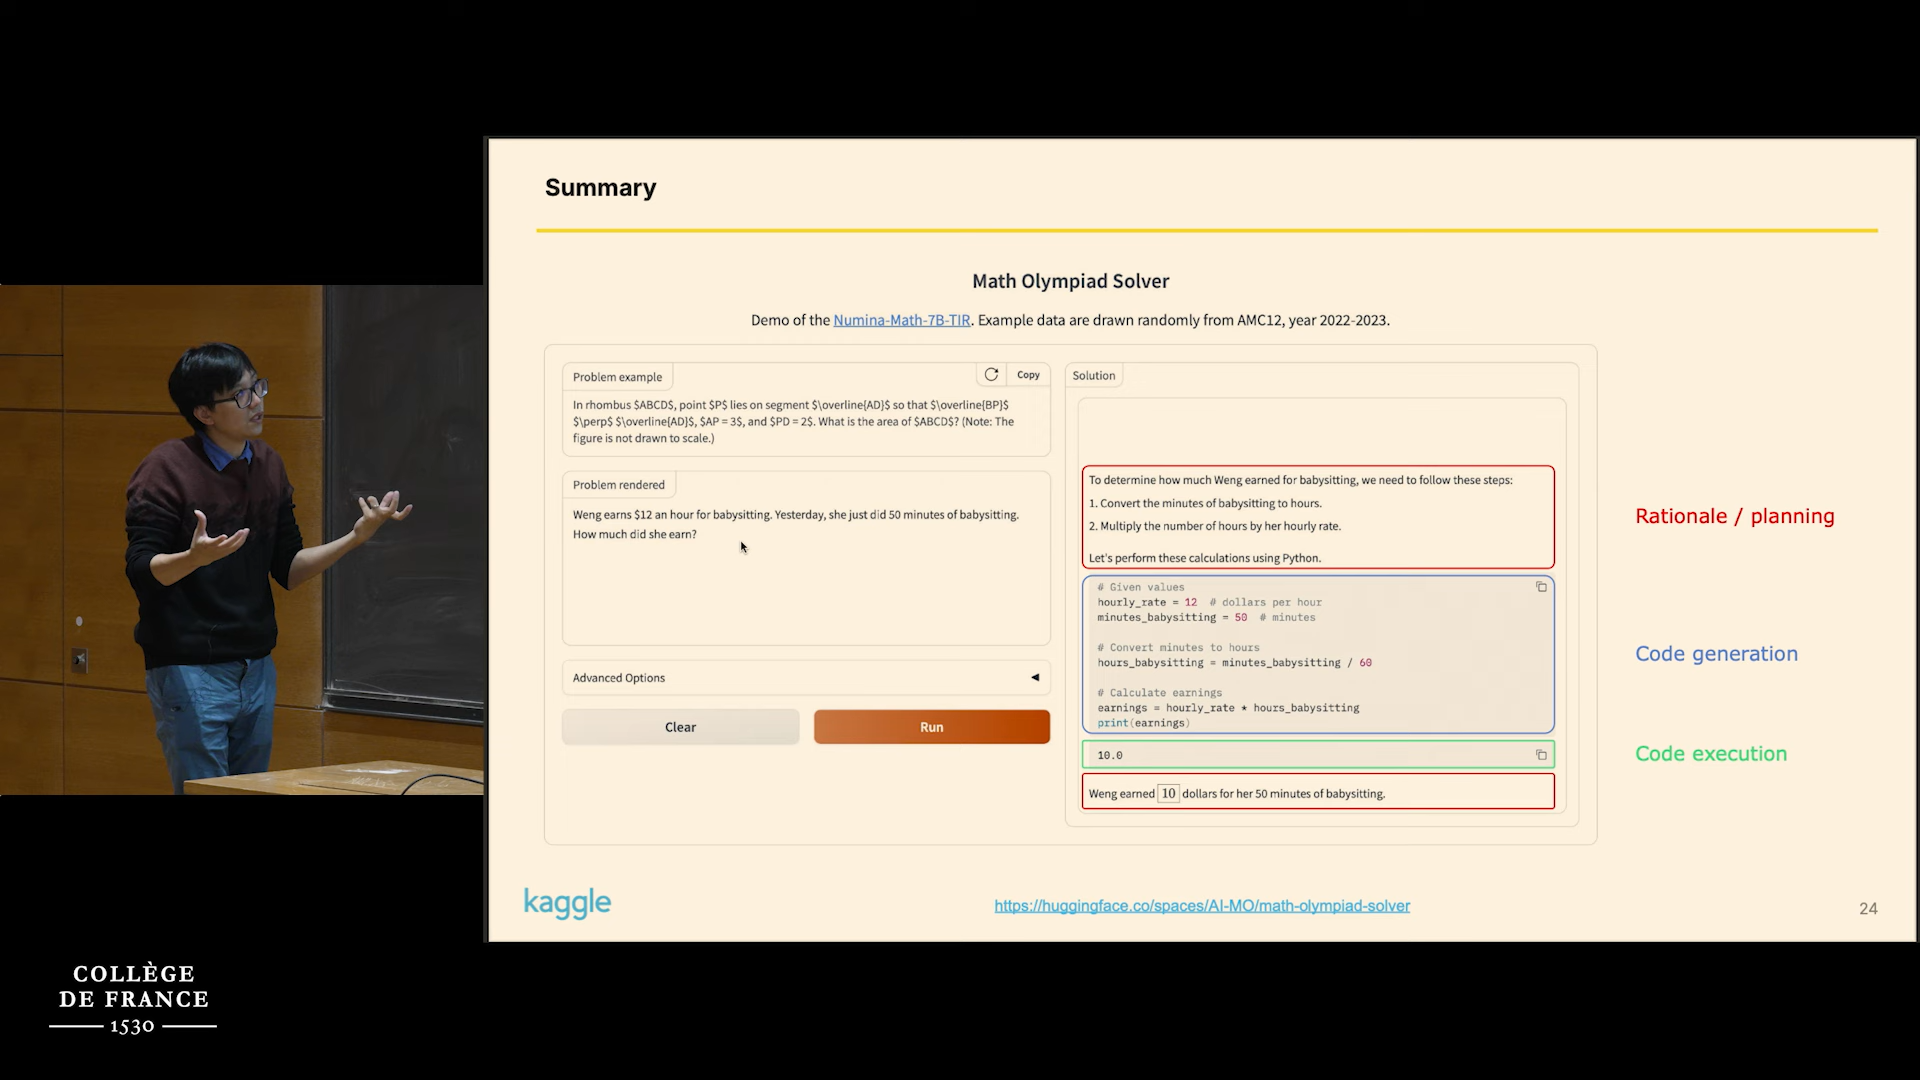 Summary
Math Olympiad Solver
Demo of the Numina-Math-7B-TIR. Example data are drawn randomly from AMC12, year 2022-2023.
Problem example
Copy
In rhombus $ABCD$, point $P$ lies on segment $\overline{AD}$ so that $\overline{BP}$
$\perp$ $\overline{AD}$, $AP = 3$, and $PD = 2$. What is the area of $ABCD$? (Note: The
figure is not drawn to scale.)
Problem rendered
Weng earns $12 an hour for babysitting. Yesterday, she just did 50 minutes of babysitting.
How much did she earn?
Advanced Options
Clear
Run
Solution
To determine how much Weng earned for babysitting, we need to follow these steps:
1. Convert the minutes of babysitting to hours.
2. Multiply the number of hours by her hourly rate.
Let's perform these calculations using Python.
# Given values
hourly_rate = 12 # dollars per hour
minutes_babysitting = 50 # minutes
# Convert minutes to hours
hours_babysitting = minutes_babysitting / 60
# Calculate earnings
earnings = hourly_rate * hours_babysitting
print(earnings)
10.0
Weng earned 10 dollars for her 50 minutes of babysitting.
Rationale / planning
Code generation
Code execution
kaggle
https://huggingface.co/spaces/AI-MO/math-olympiad-solver
24
COLLÈGE
DE FRANCE
1530